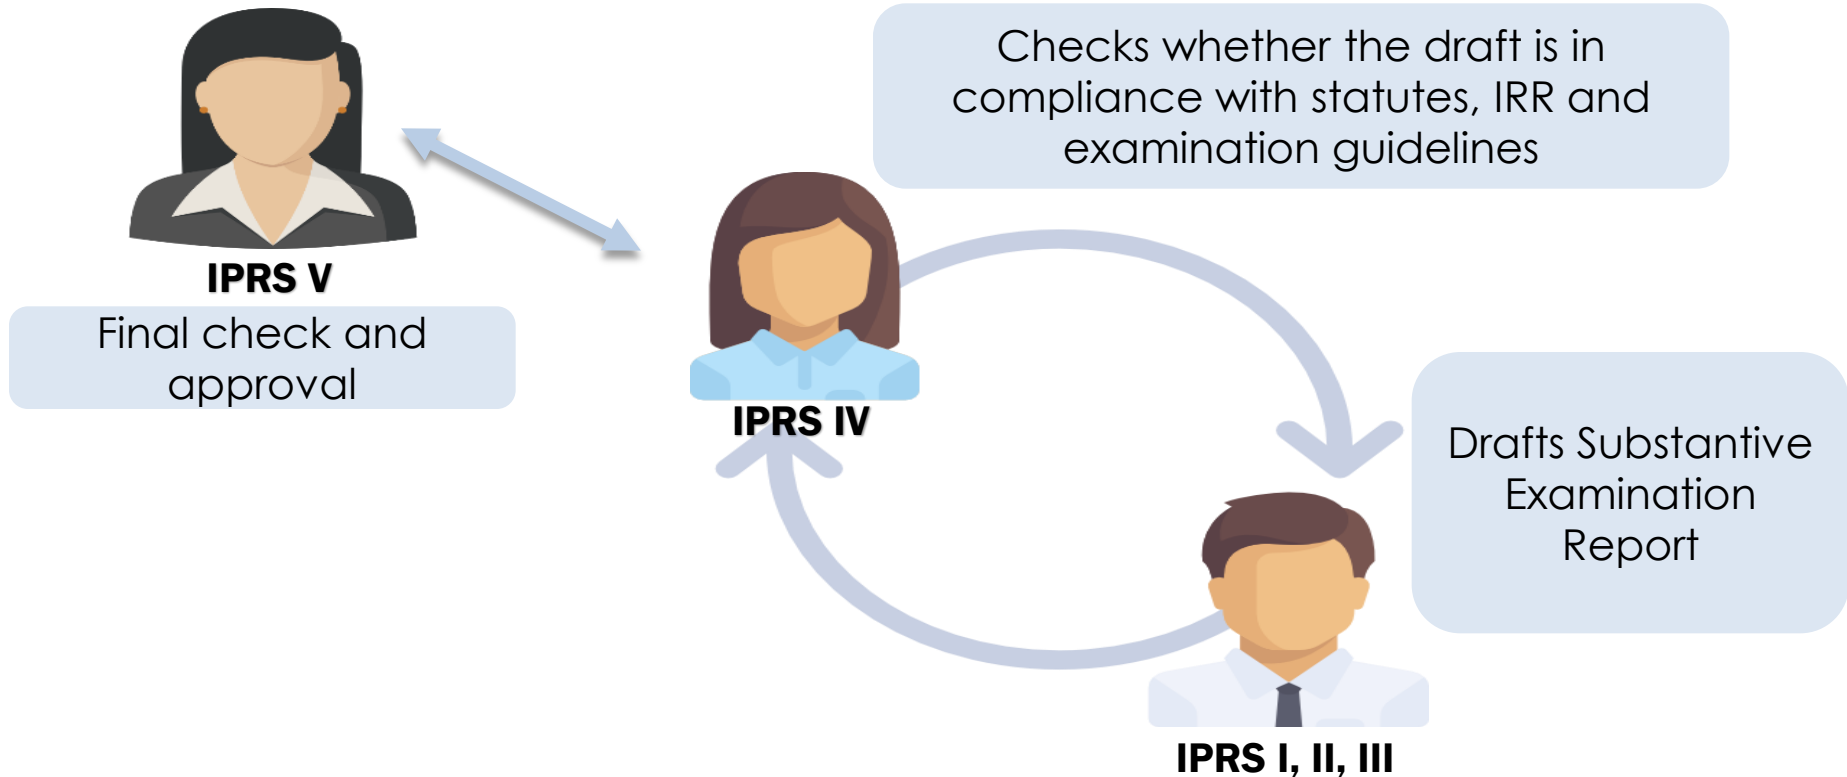 Checks whether the draft is in
compliance with statutes, IRR and
examination guidelines
IPRS V
Final check and
approval
IPRS IV
Drafts Substantive
Examination
Report
IPRS I, II, III